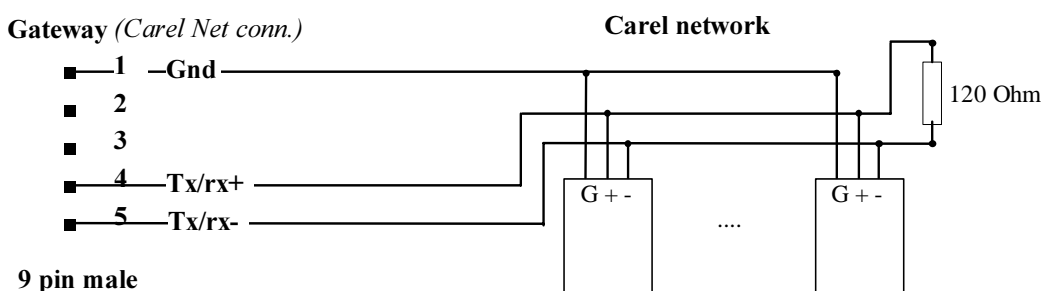 Gateway (Carel Net conn.)
Carel network
1 Gnd
2
3
4 Tx/rx+
5 Tx/rx-
120 Ohm
G + -
....
G + -
9 pin male